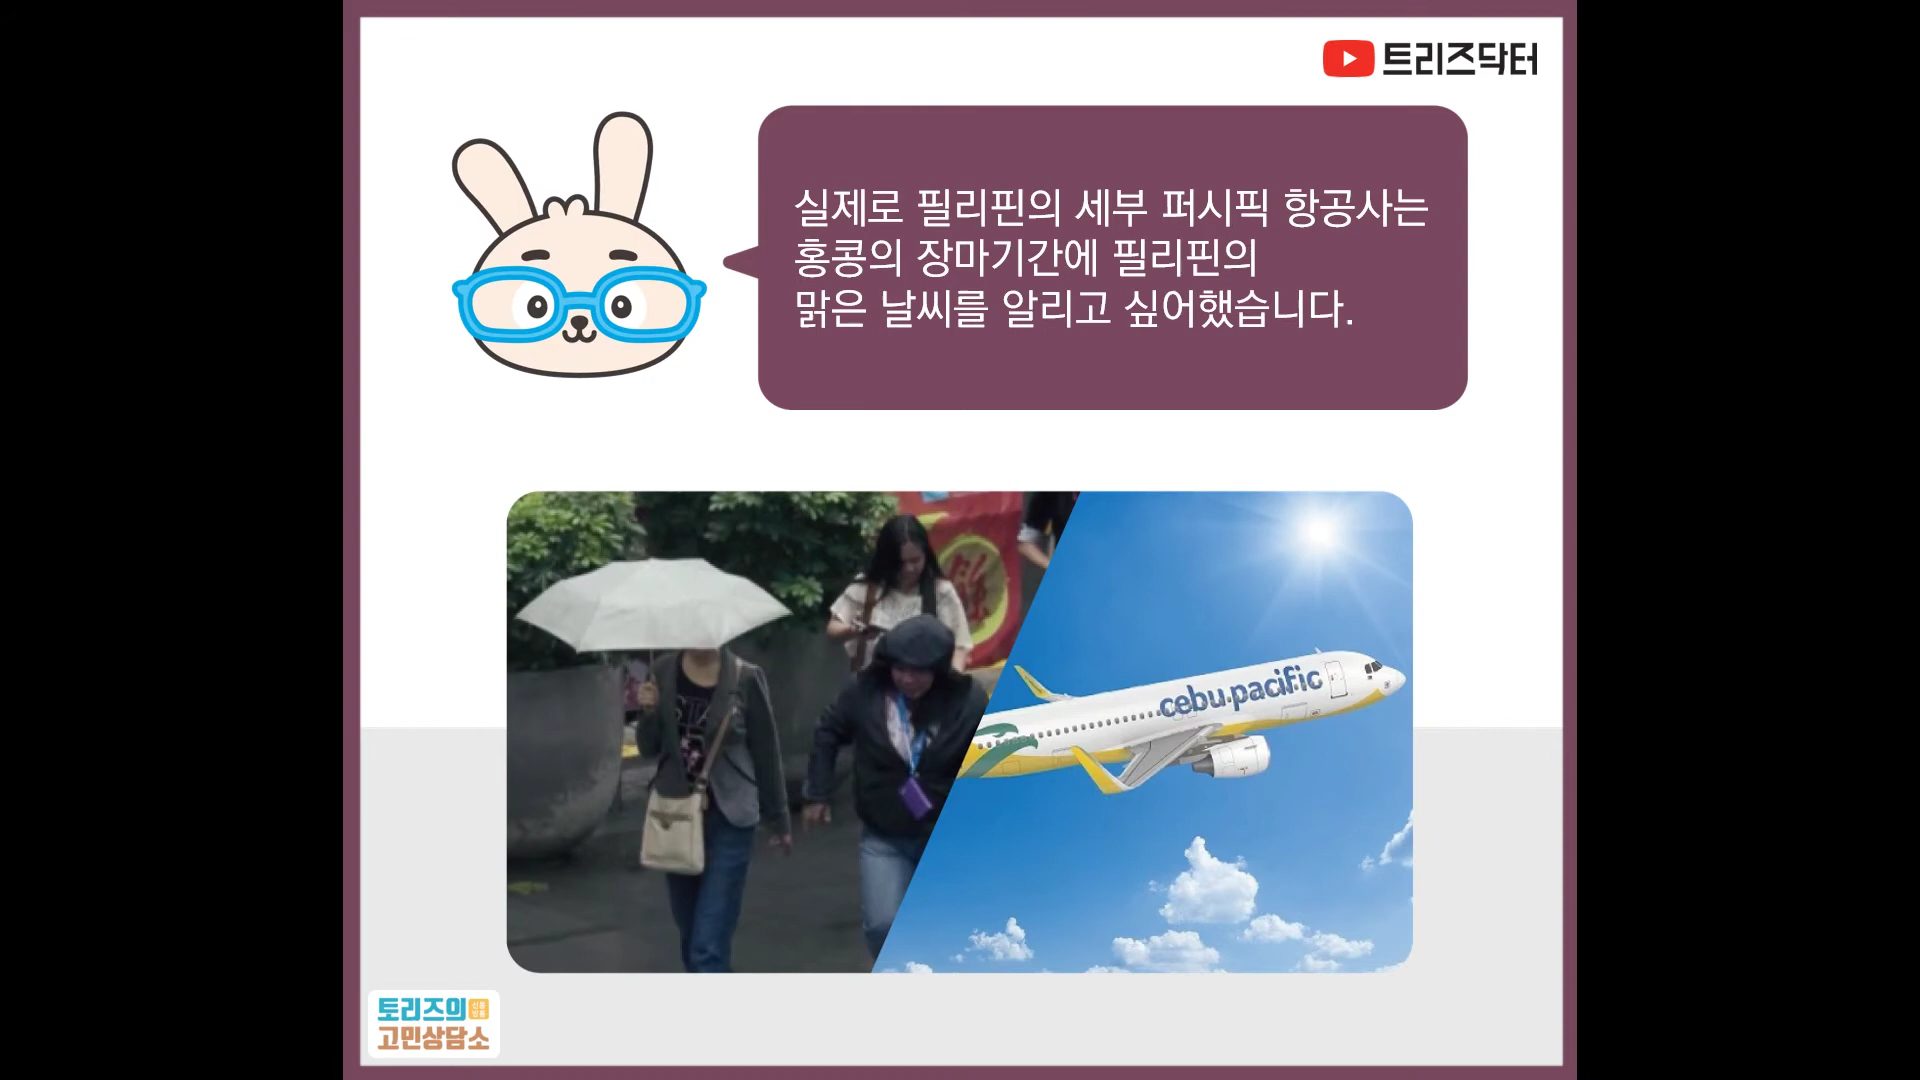 트리즈닥터
실제로 필리핀의 세부 퍼시픽 항공사는
홍콩의 장마기간에 필리핀의
맑은 날씨를 알리고 싶어했습니다.
cebu pacific
토리즈의
고민상담소